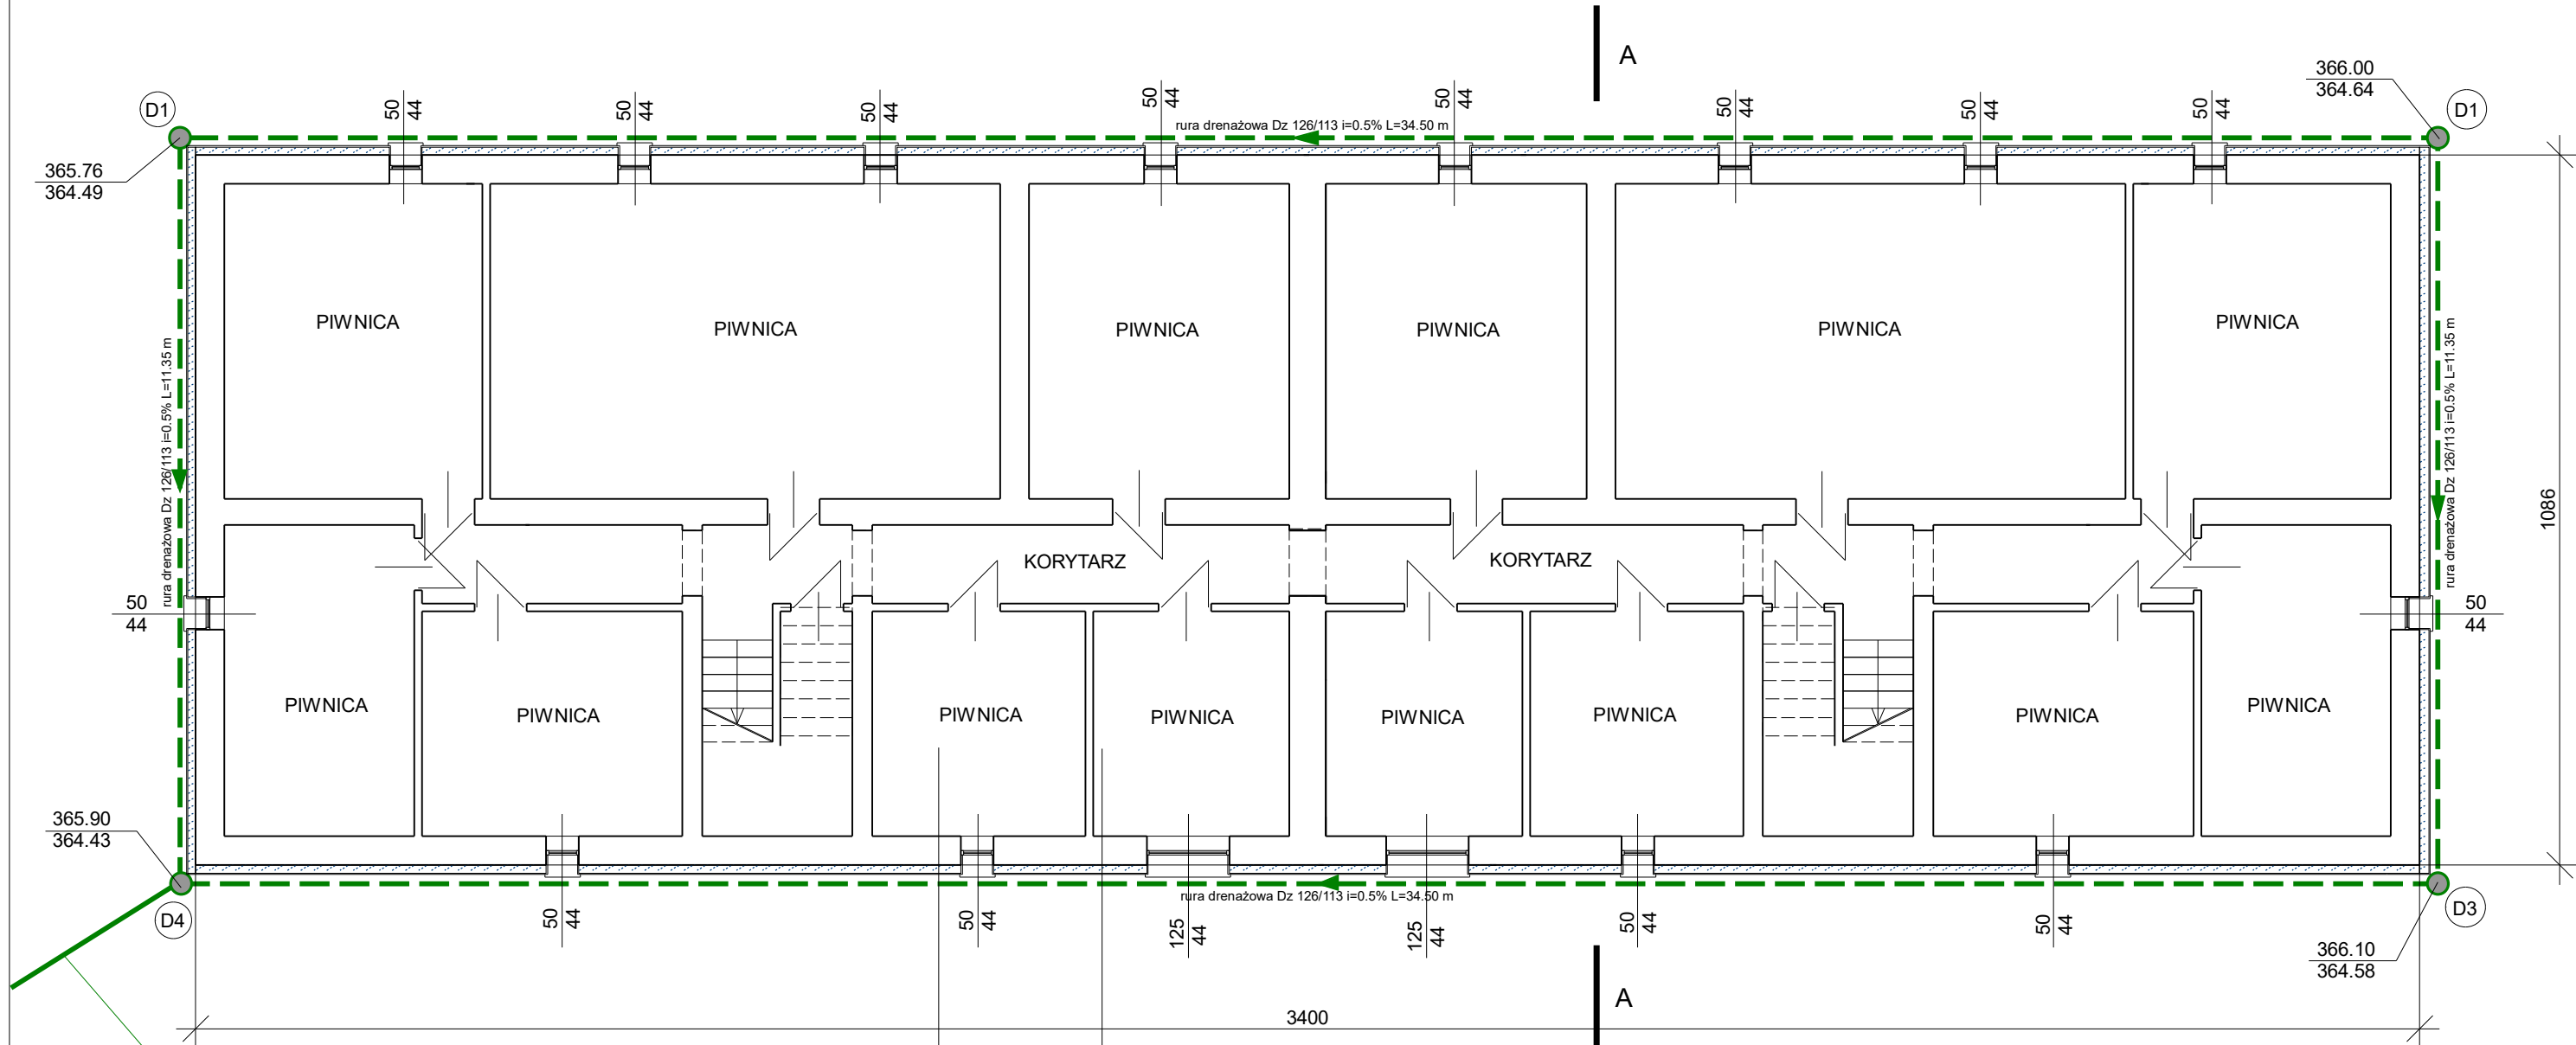 A
366.00
364.64
D1
D1
50
44
50
44
50
44
50
44
50
44
50
44
50
44
50
44
rura drenażowa Dz 126/113 i=0.5% L=34.50 m
365.76
364.49
PIWNICA
PIWNICA
PIWNICA
PIWNICA
PIWNICA
PIWNICA
rura drenażowa Dz 126/113 i=0.5% L=11.35 m
rura drenażowa Dz 126/113 i=0.5% L=11.35 m
1086
KORYTARZ
KORYTARZ
50
44
50
44
PIWNICA
PIWNICA
PIWNICA
PIWNICA
PIWNICA
PIWNICA
PIWNICA
PIWNICA
365.90
364.43
rura drenażowa Dz 126/113 i=0.5% L=34.50 m
D4
D3
50
44
50
44
125
44
125
44
50
44
50
44
366.10
364.58
A
3400